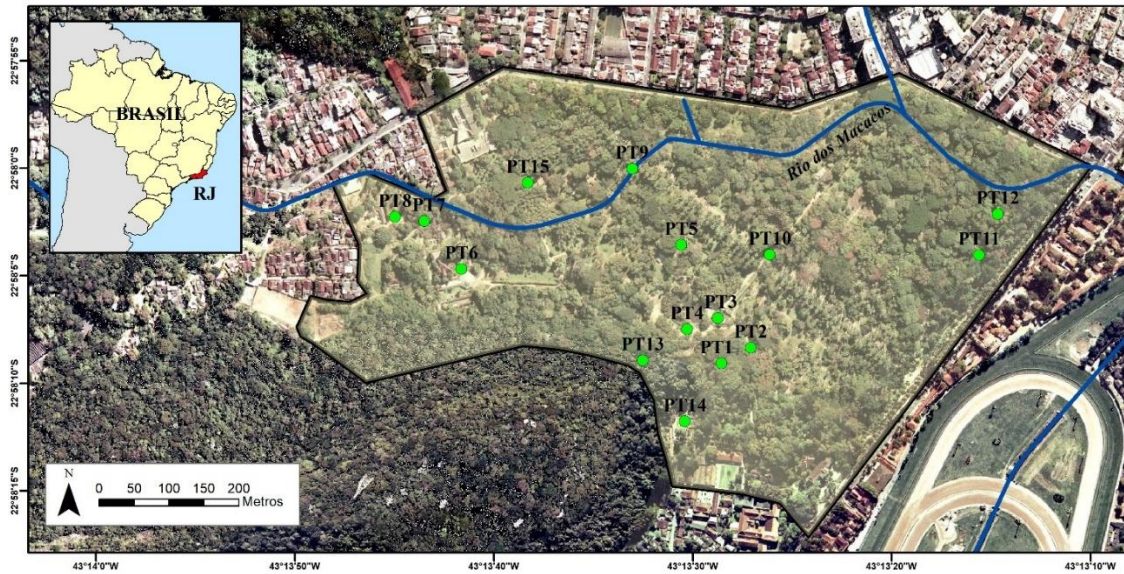 BRASIL
RJ
22°57'55"S
22°58'0"S
22°58'5"S
22°58'10"S
22°58'15"S
Rio dos Macacos
PT9
PT15
PT12
PT8
PT7
PT5
PT10
PT11
PT6
PT3
PT4
PT2
PT13
PT1
PT14
N
0 50 100 150 200
Metros
43°14'0"W 43°13'50"W 43°13'40"W 43°13'30"W 43°13'20"W 43°13'10"W